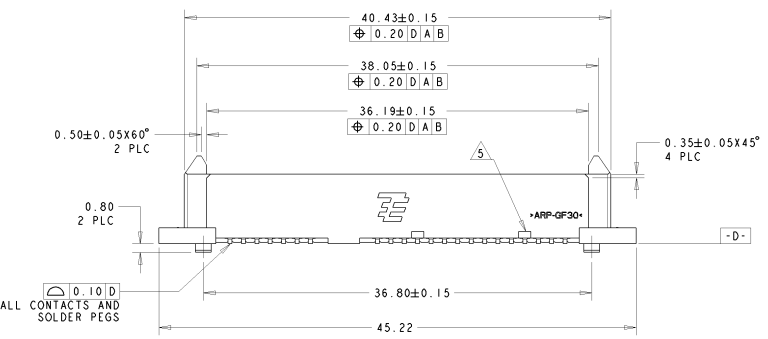 40.43±0.15
⌖ 0.20 D A B
38.05±0.15
⌖ 0.20 D A B
36.19±0.15
⌖ 0.20 D A B
0.50±0.05X60°
2 PLC
5
0.35±0.05X45°
4 PLC
0.80
2 PLC
>ARP-GF30<
-D-
⌓ 0.10 D
ALL CONTACTS AND
SOLDER PEGS
36.80±0.15
45.22